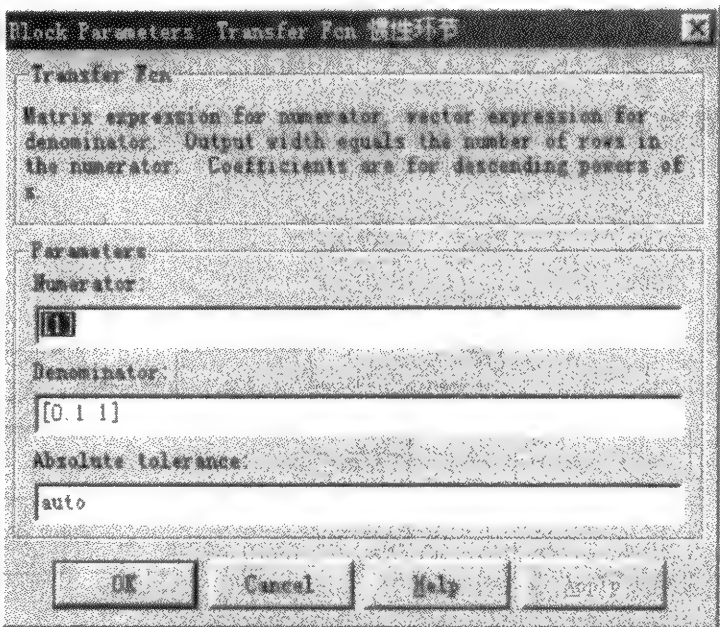 Block Parameters: Transfer Fcn 惯性环节
Transfer Fcn
Matrix expression for numerator, vector expression for
denominator. Output width equals the number of rows in
the numerator. Coefficients are for descending powers of
s.
Parameters
Numerator:
[1]
Denominator:
[0.1 1]
Absolute tolerance:
auto
OK Cancel Help Apply